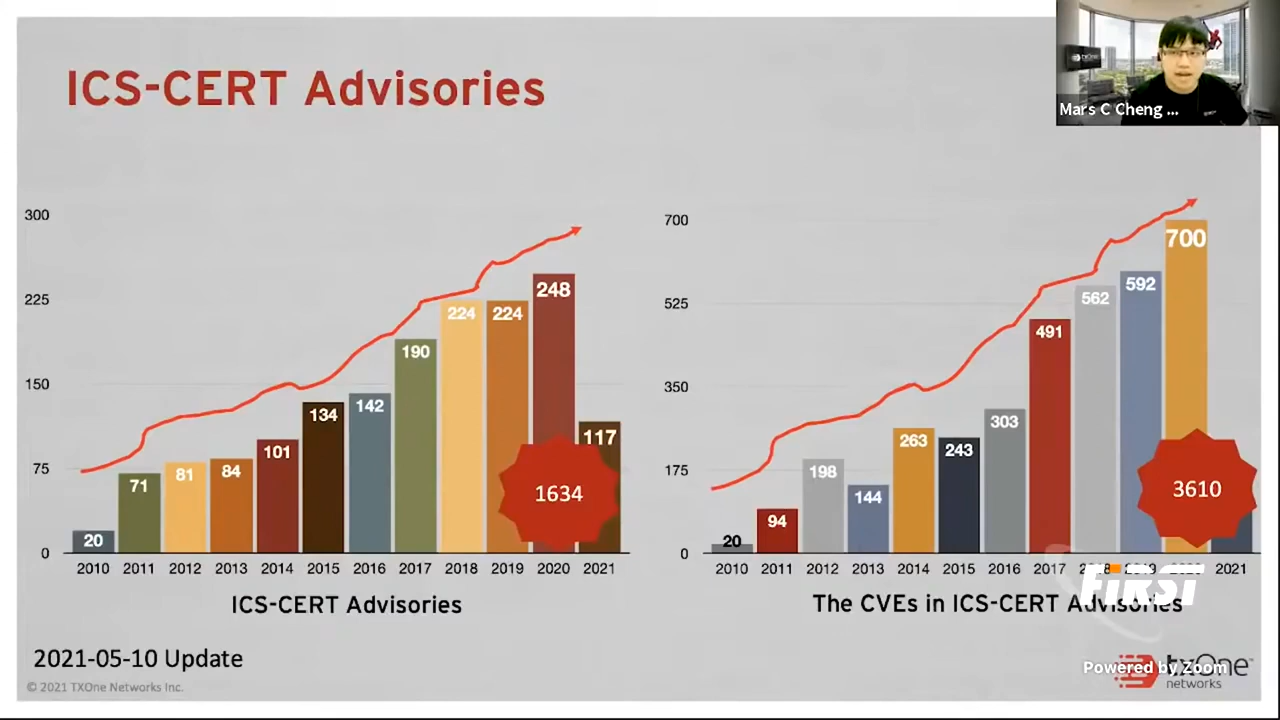 ICS-CERT Advisories
Mars C Cheng ...
300
225
150
75
0
20
71
81
84
101
134
142
190
224
224
248
117
1634
2010 2011 2012 2013 2014 2015 2016 2017 2018 2019 2020 2021
ICS-CERT Advisories
700
525
350
175
0
20
94
198
144
263
243
303
491
562
592
700
3610
2010 2011 2012 2013 2014 2015 2016 2017 2018 2019 2020 2021
The CVEs in ICS-CERT Advisories
FiRST
2021-05-10 Update
© 2021 TXOne Networks Inc.
Powered by Zoom
txOne
networks